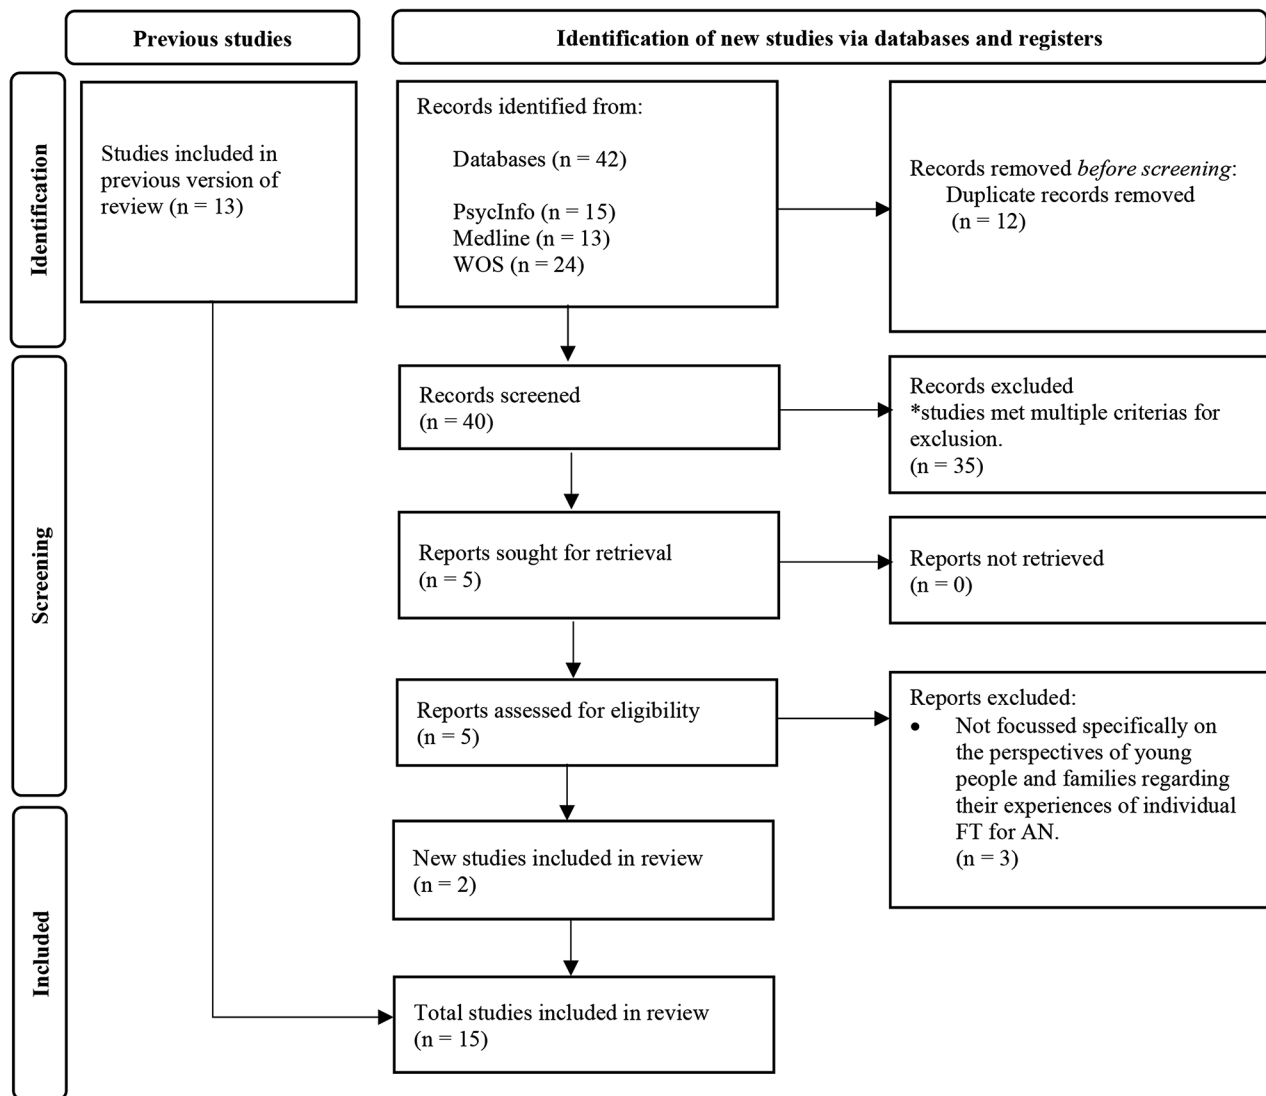 Previous studies
Identification of new studies via databases and registers
Identification
Studies included in
previous version of
review (n = 13)
Records identified from:
Databases (n = 42)
PsycInfo (n = 15)
Medline (n = 13)
WOS (n = 24)
Records removed before screening:
Duplicate records removed
(n = 12)
Screening
Records screened
(n = 40)
Records excluded
*studies met multiple criterias for
exclusion.
(n = 35)
Reports sought for retrieval
(n = 5)
Reports not retrieved
(n = 0)
Reports assessed for eligibility
(n = 5)
Reports excluded:
• Not focussed specifically on
the perspectives of young
people and families regarding
their experiences of individual
FT for AN.
(n = 3)
Included
New studies included in review
(n = 2)
Total studies included in review
(n = 15)